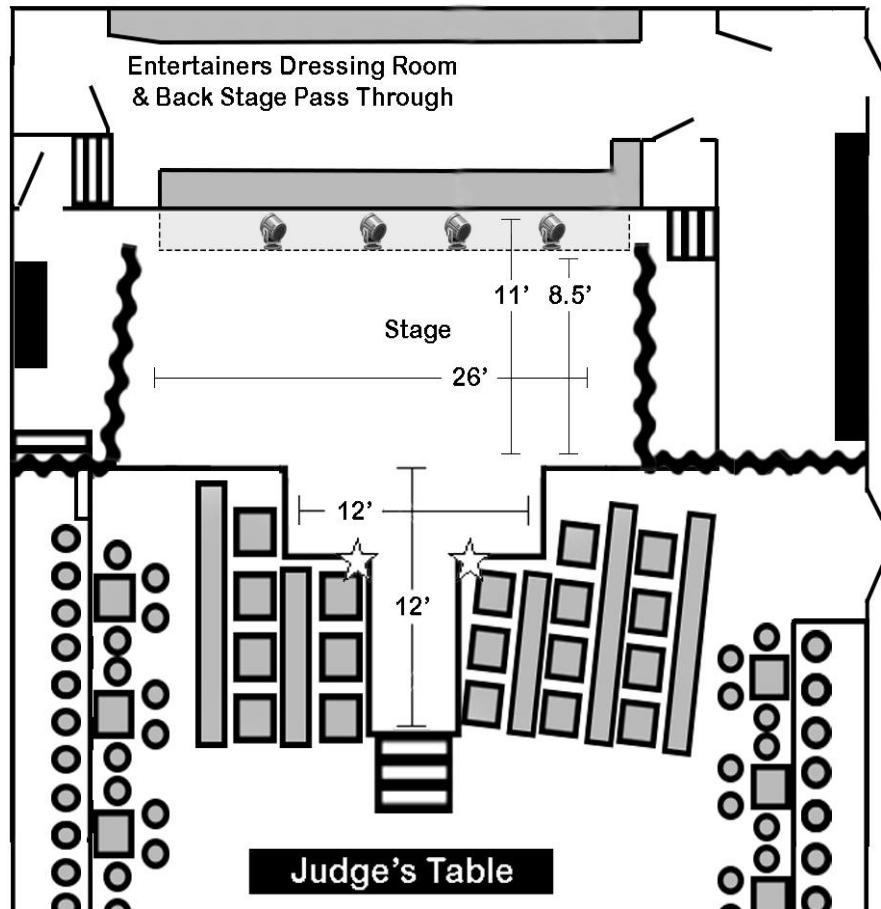 Entertainers Dressing Room
& Back Stage Pass Through
11’ 8.5’
Stage
26’
12’
12’
Judge’s Table